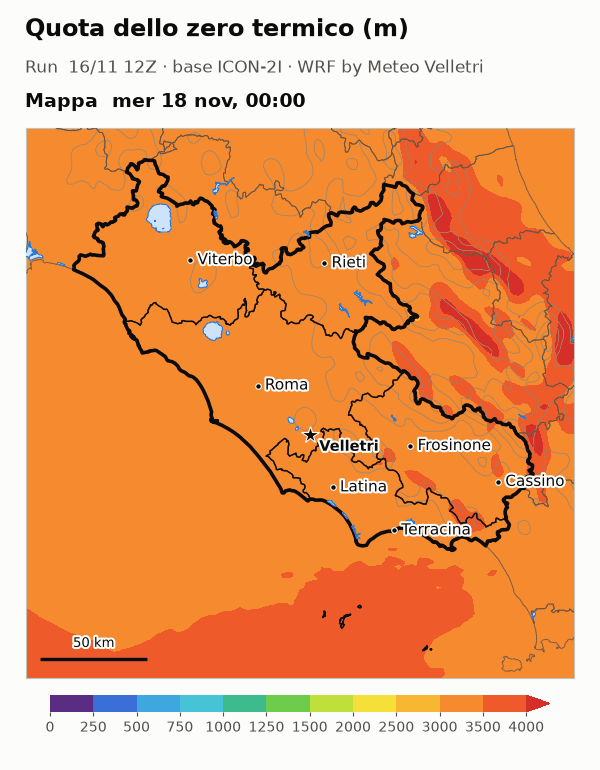 Quota dello zero termico (m)
Run  16/11 12Z · base ICON-2I · WRF by Meteo Velletri
Mappa  mer 18 nov, 00:00
Viterbo
Rieti
Roma
Velletri
Frosinone
Latina
Cassino
Terracina
50 km
0 250 500 750 1000 1250 1500 2000 2500 3000 3500 4000